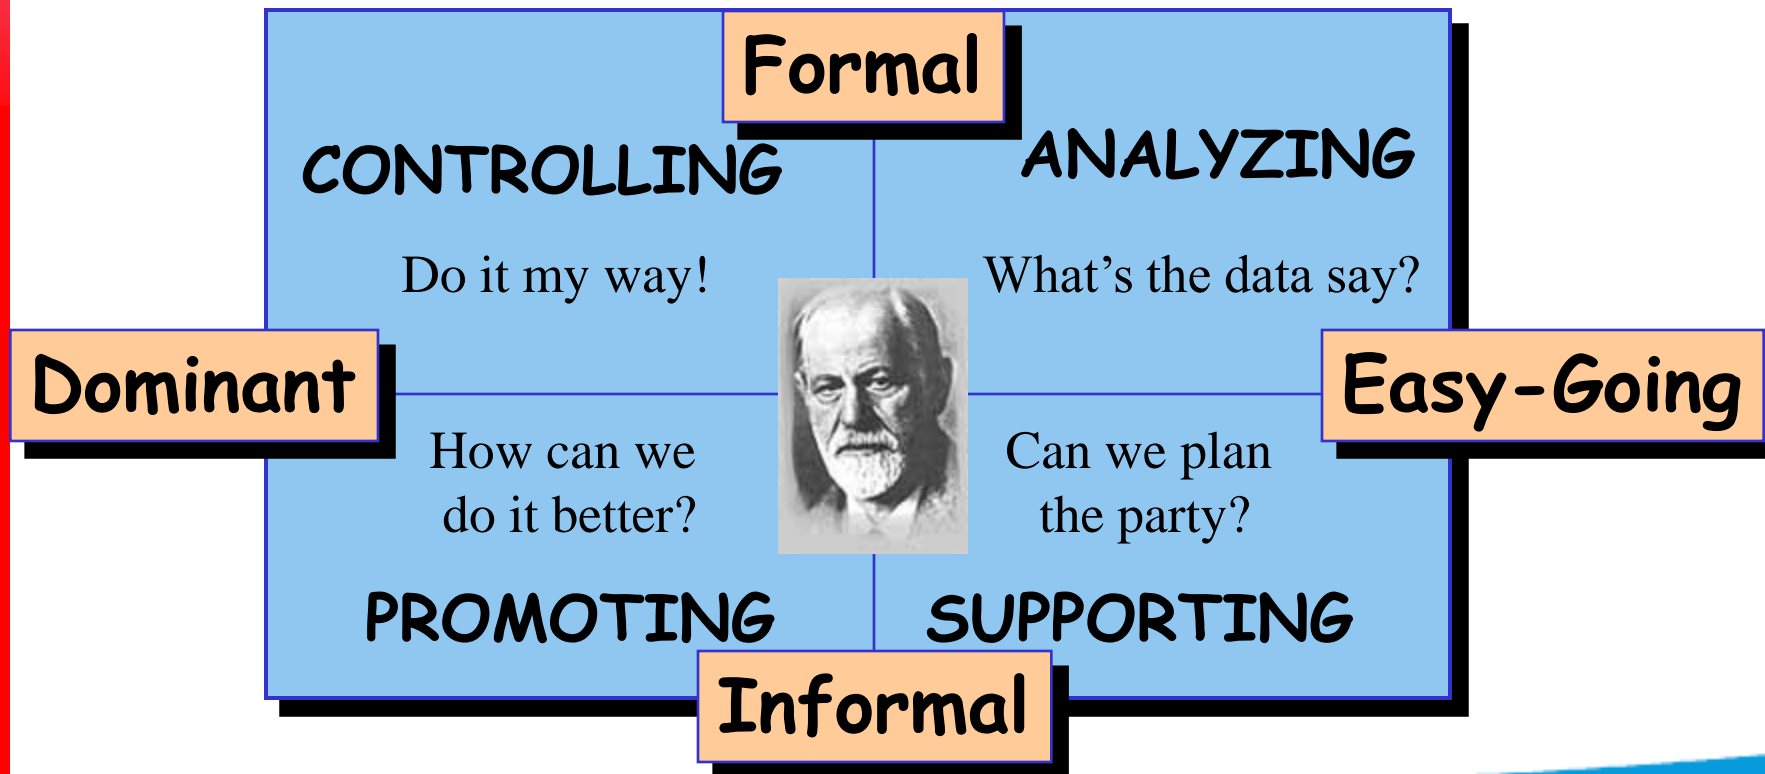 Formal
CONTROLLING
ANALYZING
Do it my way!
What’s the data say?
Dominant
Easy-Going
How can we
do it better?
Can we plan
the party?
PROMOTING
SUPPORTING
Informal